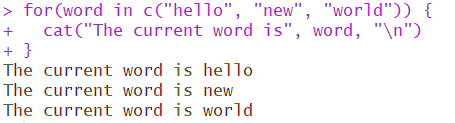 > for(word in c("hello", "new", "world")) {
+   cat("The current word is", word, "\n")
+ }
The current word is hello
The current word is new
The current word is world